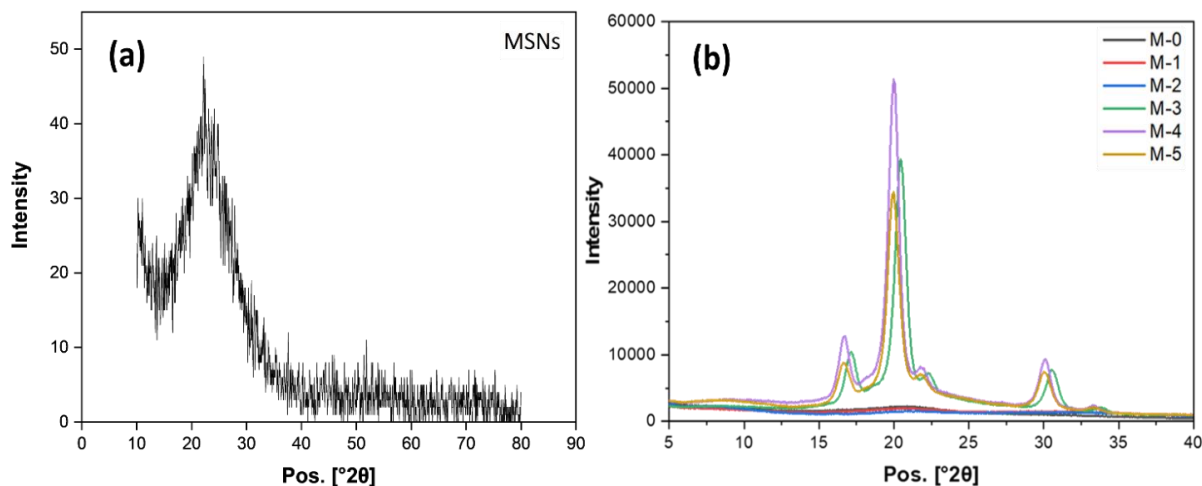 (a)
MSNs
Intensity
50
40
30
20
10
0
0 10 20 30 40 50 60 70 80 90
Pos. [°2θ]
(b)
M-0
M-1
M-2
M-3
M-4
M-5
Intensity
60000
50000
40000
30000
20000
10000
0
5 10 15 20 25 30 35 40
Pos. [°2θ]